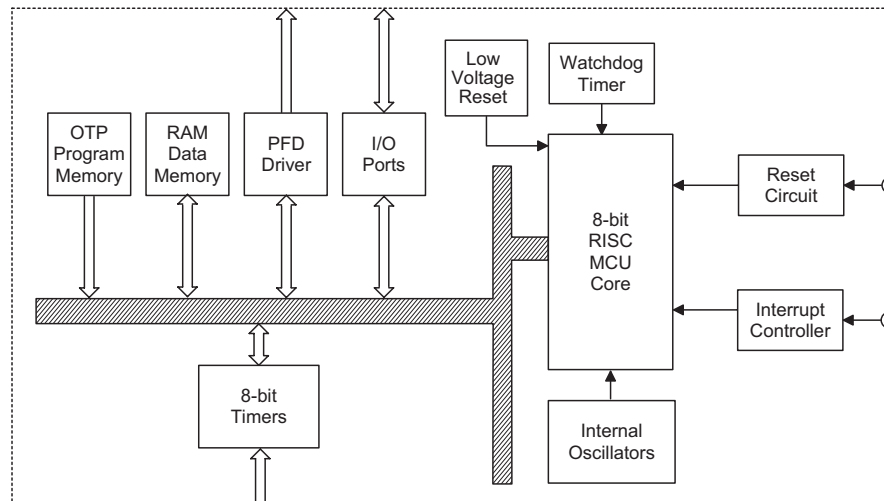 Low
Voltage
Reset
Watchdog
Timer
OTP
Program
Memory
RAM
Data
Memory
PFD
Driver
I/O
Ports
8-bit
RISC
MCU
Core
Reset
Circuit
Interrupt
Controller
8-bit
Timers
Internal
Oscillators